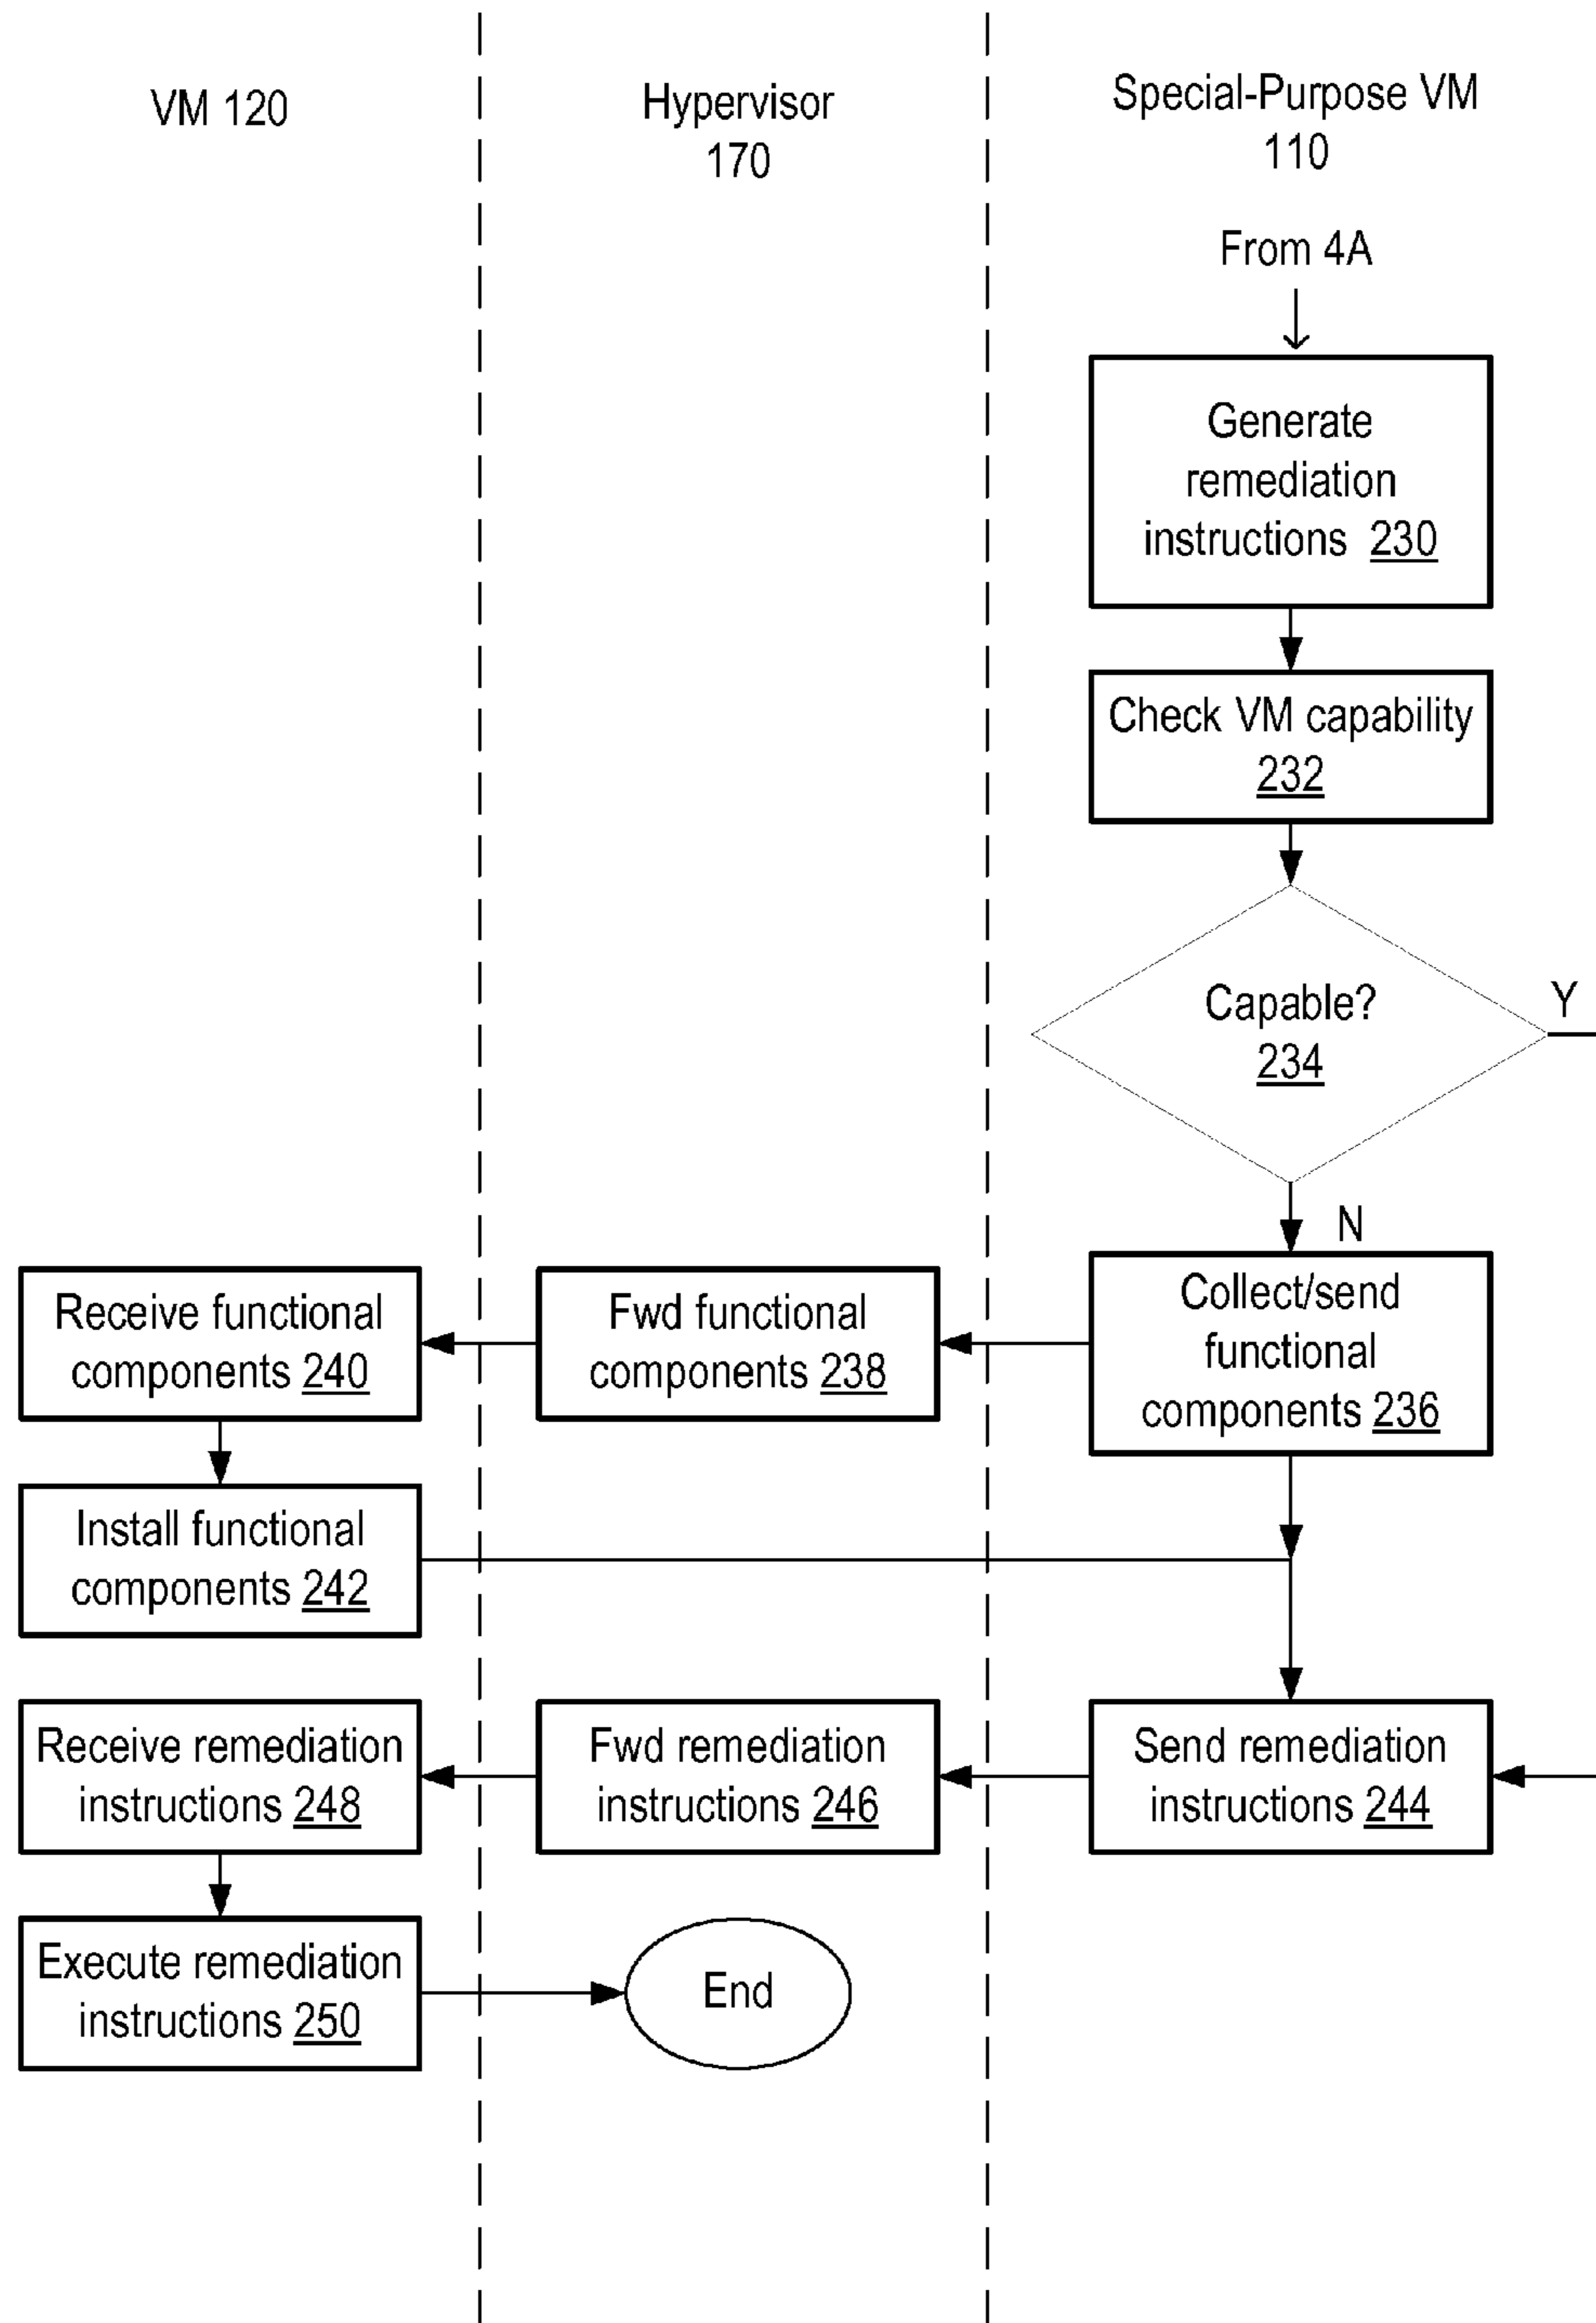 VM 120
Hypervisor
170
Special-Purpose VM
110
From 4A
Generate
remediation
instructions 230
Check VM capability
232
Capable?
234
Y
N
Receive functional
components 240
Fwd functional
components 238
Collect/send
functional
components 236
Install functional
components 242
Receive remediation
instructions 248
Fwd remediation
instructions 246
Send remediation
instructions 244
Execute remediation
instructions 250
End